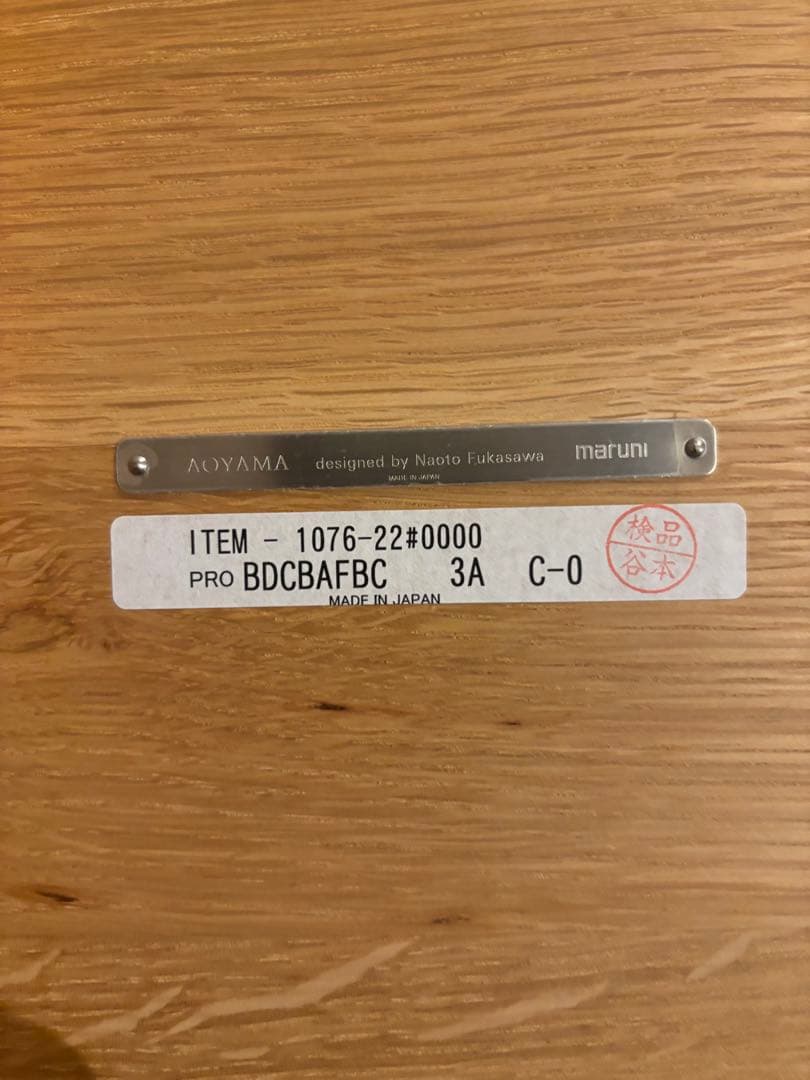 AOYAMA designed by Naoto Fukasawa maruni
MADE IN JAPAN
ITEM - 1076-22#0000
PRO BDCBAFBC 3A C-0
MADE IN JAPAN
検品
谷本